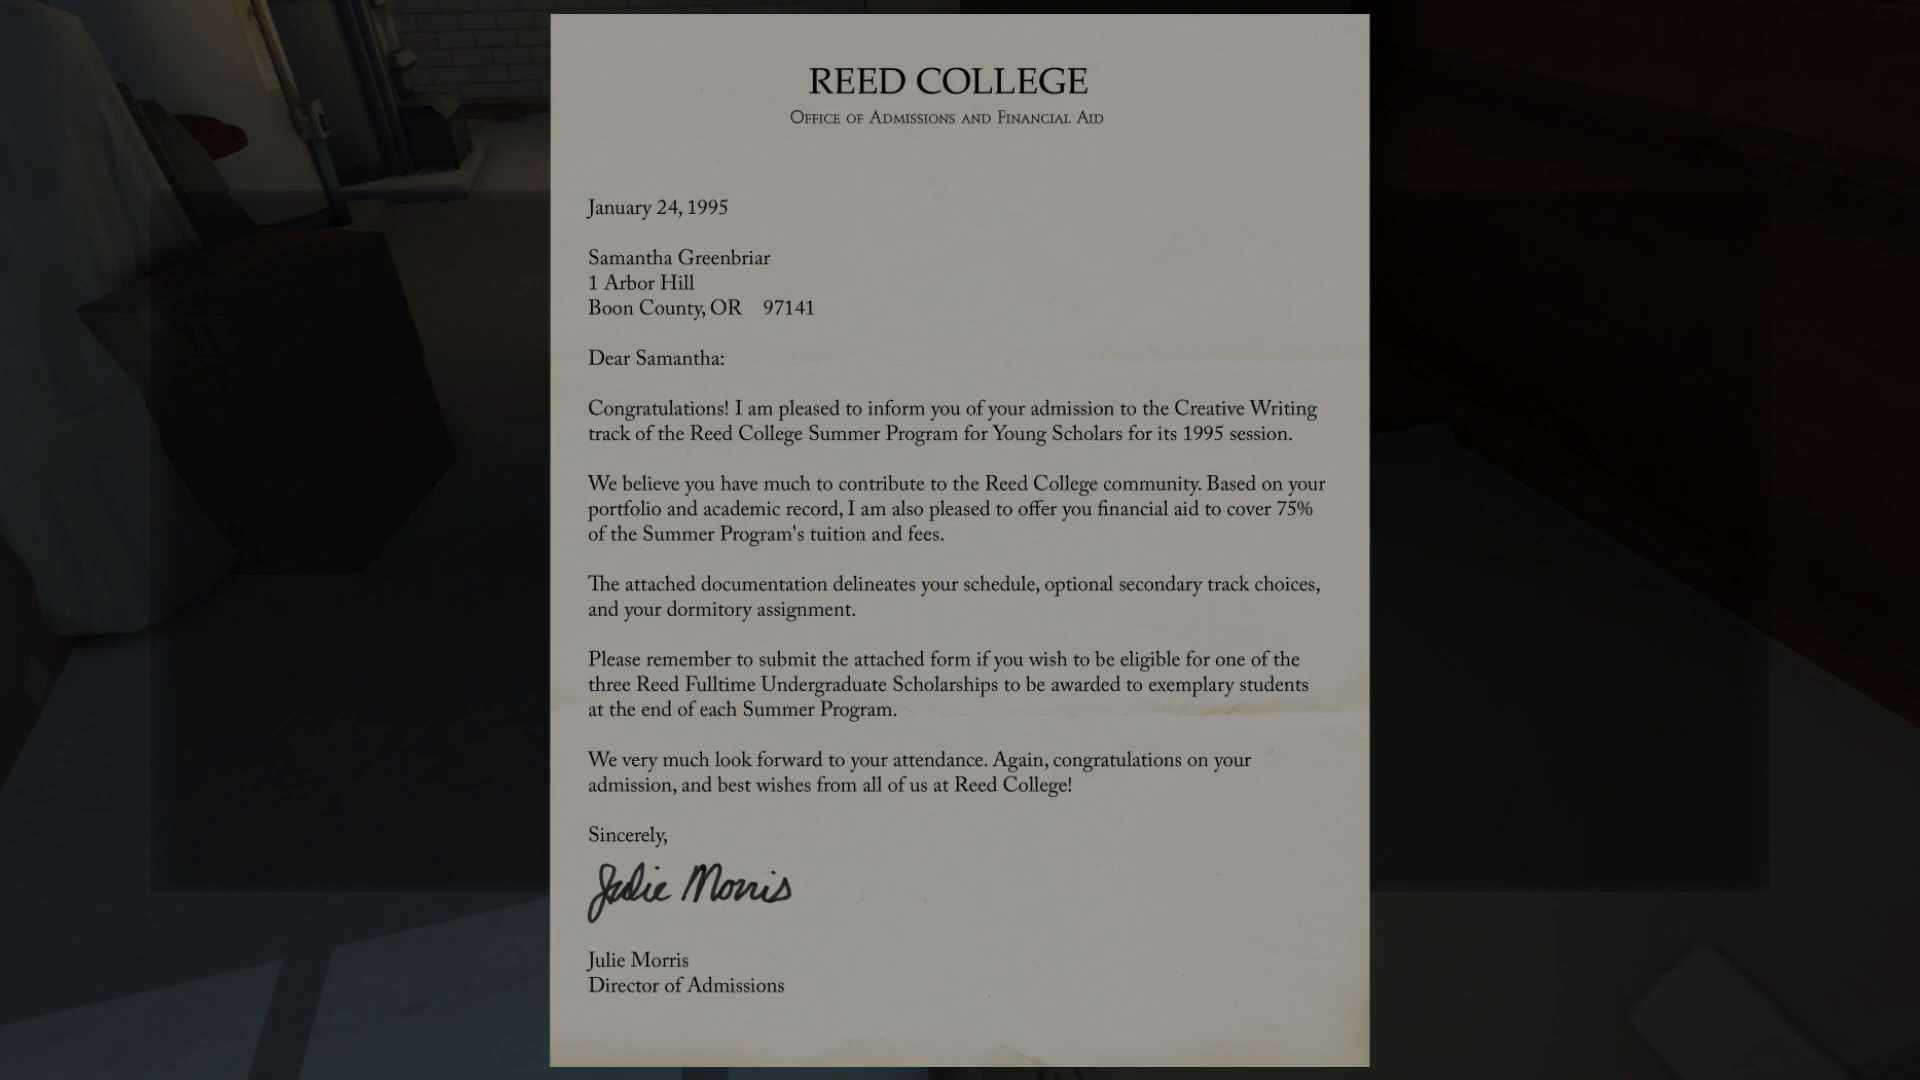 REED COLLEGE
Office of Admissions and Financial Aid
January 24, 1995
Samantha Greenbriar
1 Arbor Hill
Boon County, OR 97141
Dear Samantha:
Congratulations! I am pleased to inform you of your admission to the Creative Writing
track of the Reed College Summer Program for Young Scholars for its 1995 session.
We believe you have much to contribute to the Reed College community. Based on your
portfolio and academic record, I am also pleased to offer you financial aid to cover 75%
of the Summer Program's tuition and fees.
The attached documentation delineates your schedule, optional secondary track choices,
and your dormitory assignment.
Please remember to submit the attached form if you wish to be eligible for one of the
three Reed Fulltime Undergraduate Scholarships to be awarded to exemplary students
at the end of each Summer Program.
We very much look forward to your attendance. Again, congratulations on your
admission, and best wishes from all of us at Reed College!
Sincerely,
Julie Morris
Julie Morris
Director of Admissions